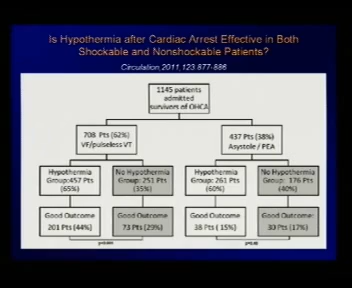 Is Hypothermia after Cardiac Arrest Effective in Both
Shockable and Nonshockable Patients?
Circulation 2011;123:877-886
1145 patients
admitted
survivors of OHCA
708 Pts (62%)
VF/pulseless VT
437 Pts (38%)
Asystole / PEA
Hypothermia
Group:457 Pts
(65%)
No Hypothermia
Group: 251 Pts
(35%)
Hypothermia
Group:261 Pts
(60%)
No Hypothermia
Group: 176 Pts
(40%)
Good Outcome
201 Pts (44%)
Good Outcome
73 Pts (29%)
Good Outcome:
38 Pts ( 15%)
Good Outcome:
30 Pts (17%)